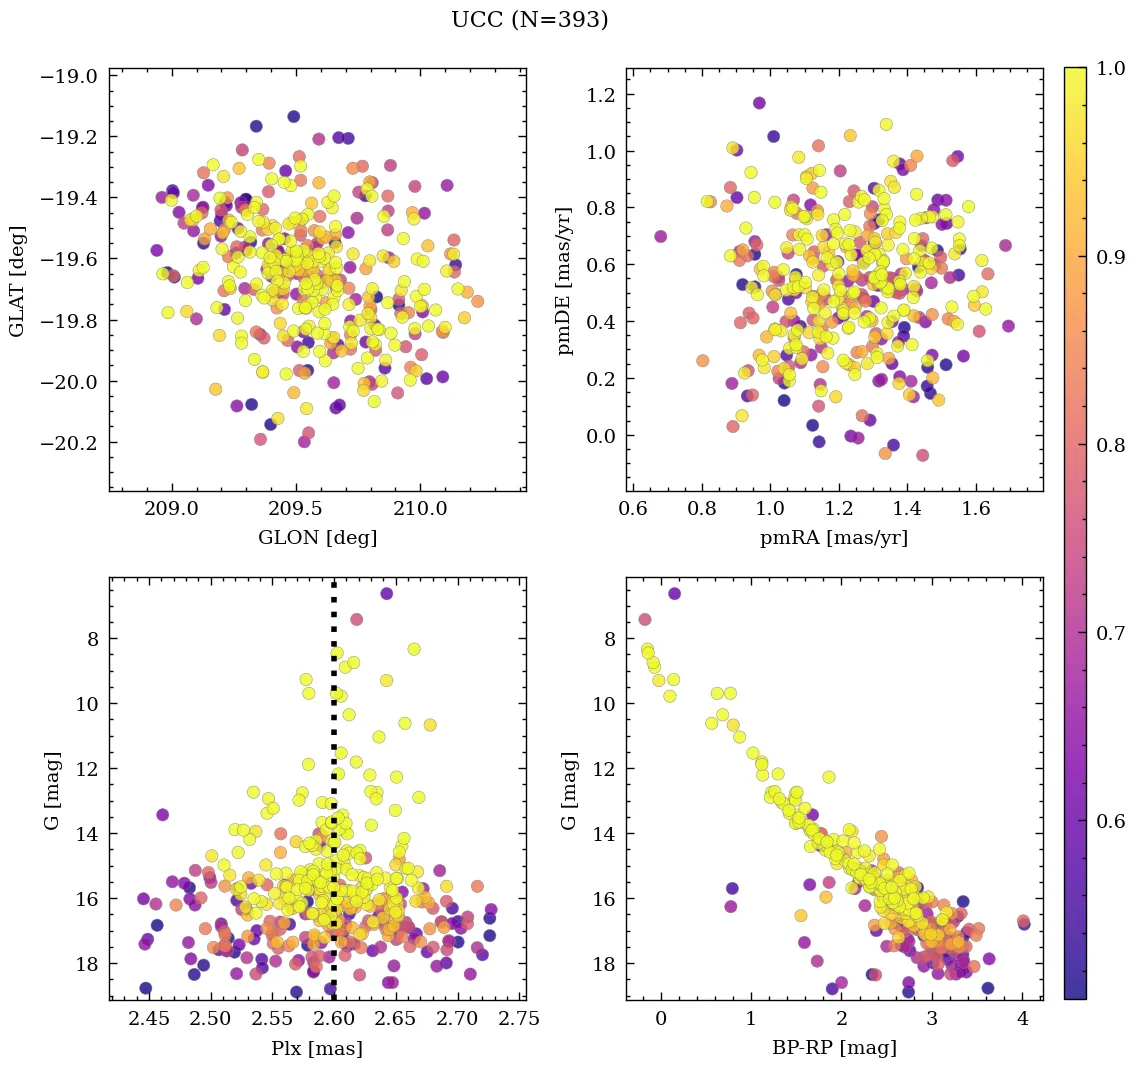 UCC (N=393)
−19.0
−19.2
−19.4
−19.6
−19.8
−20.0
−20.2
GLAT [deg]
209.0 209.5 210.0
GLON [deg]
1.2
1.0
0.8
0.6
0.4
0.2
0.0
pmDE [mas/yr]
0.6 0.8 1.0 1.2 1.4 1.6
pmRA [mas/yr]
1.0
0.9
0.8
0.7
0.6
8
10
12
14
16
18
G [mag]
2.45 2.50 2.55 2.60 2.65 2.70 2.75
Plx [mas]
8
10
12
14
16
18
G [mag]
0 1 2 3 4
BP-RP [mag]